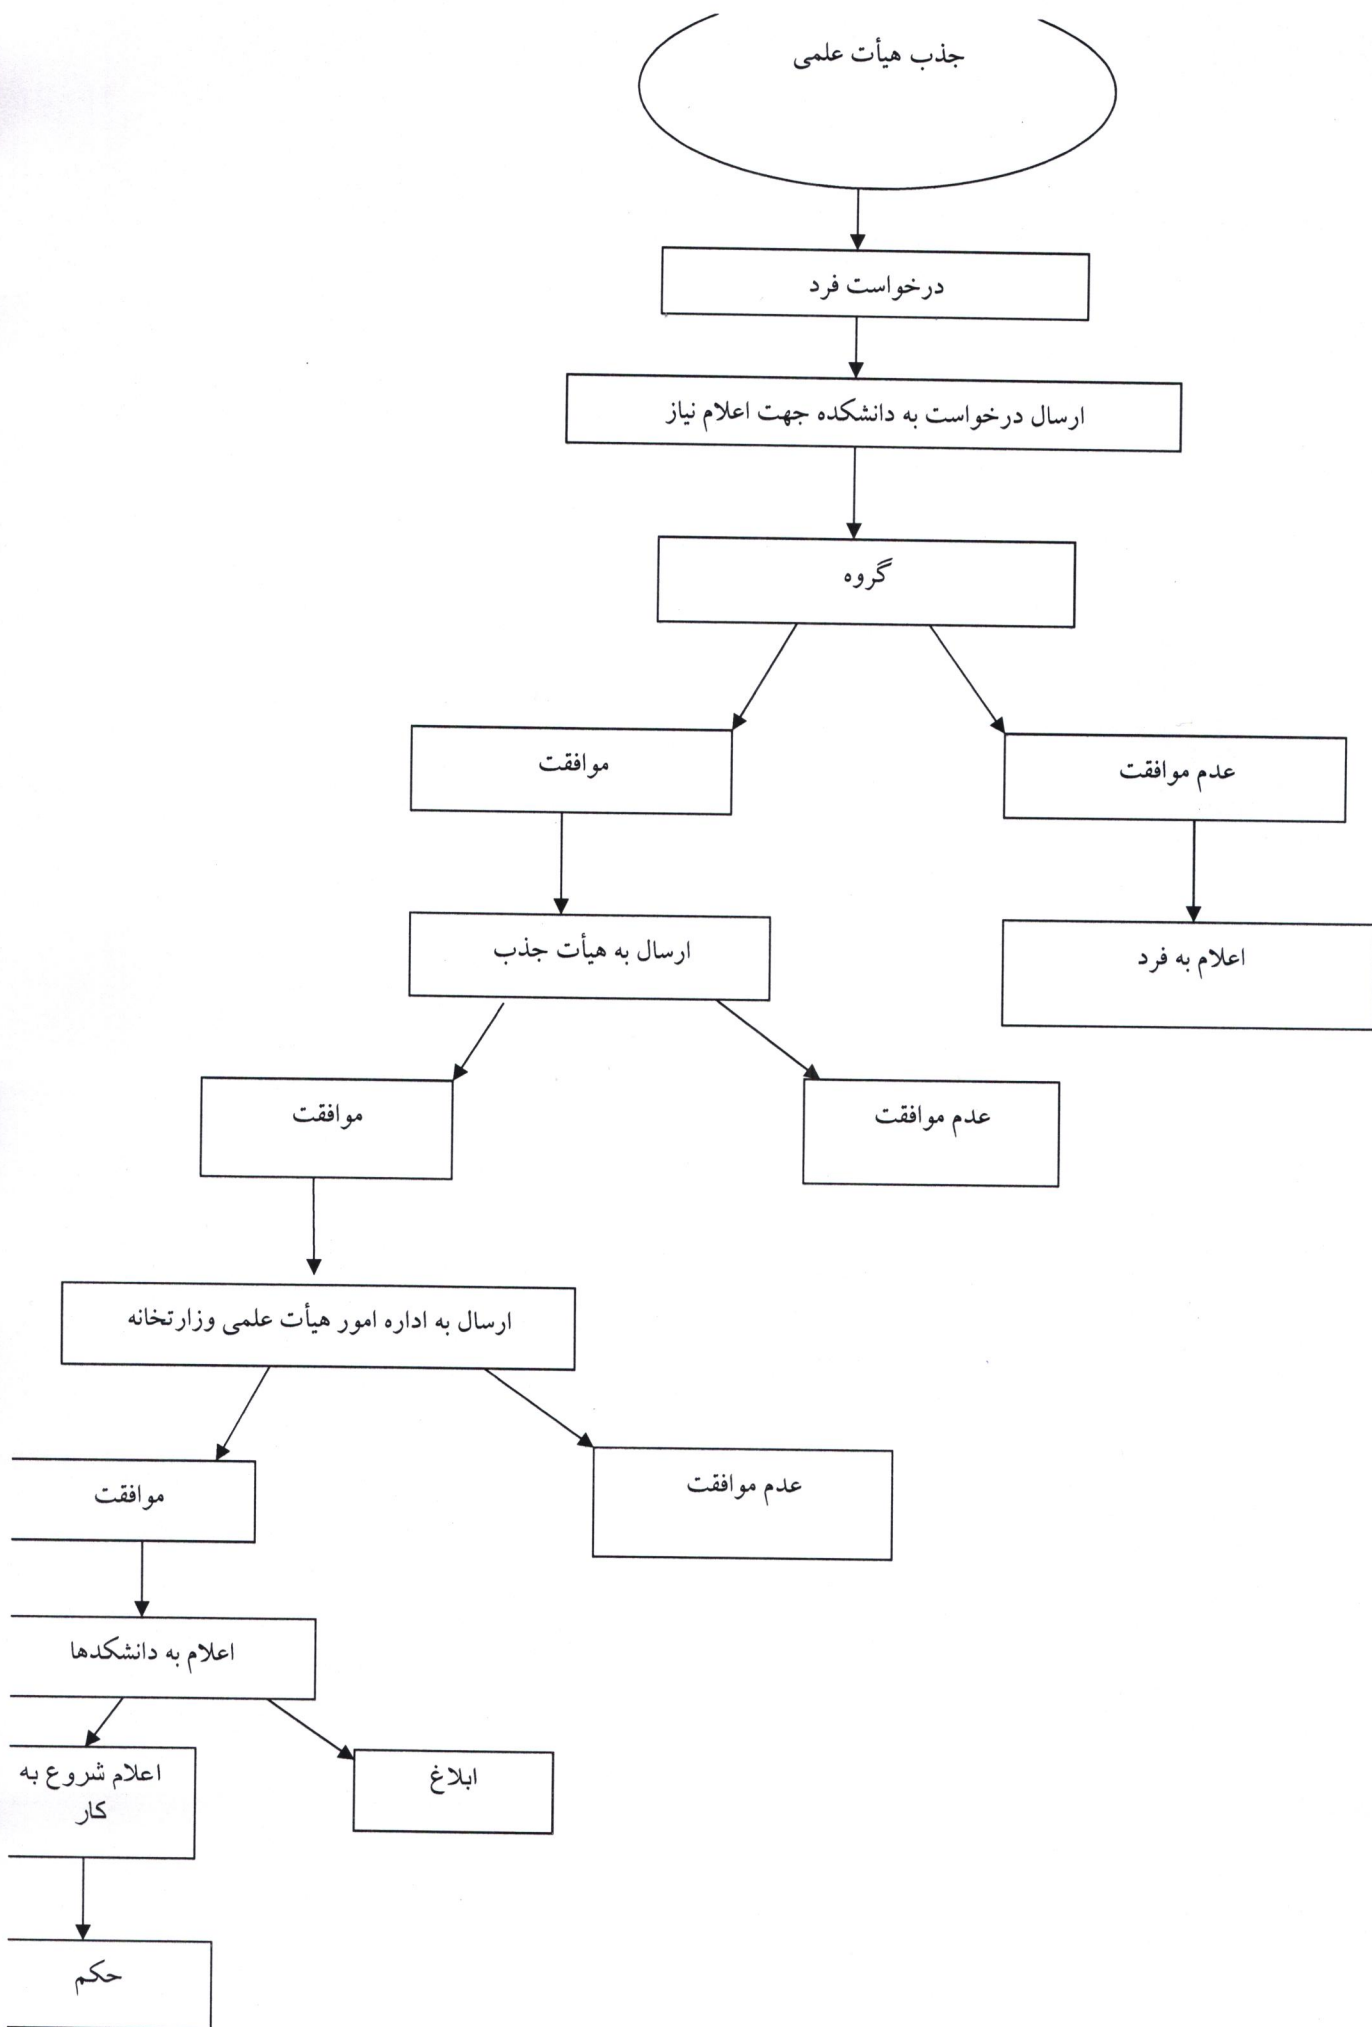 جذب هیأت علمی
درخواست فرد
ارسال درخواست به دانشکده جهت اعلام نیاز
گروه
عدم موافقت
موافقت
اعلام به فرد
ارسال به هیأت جذب
عدم موافقت
موافقت
ارسال به اداره امور هیأت علمی وزارتخانه
عدم موافقت
موافقت
اعلام به دانشکدها
ابلاغ
اعلام شروع به
کار
حکم